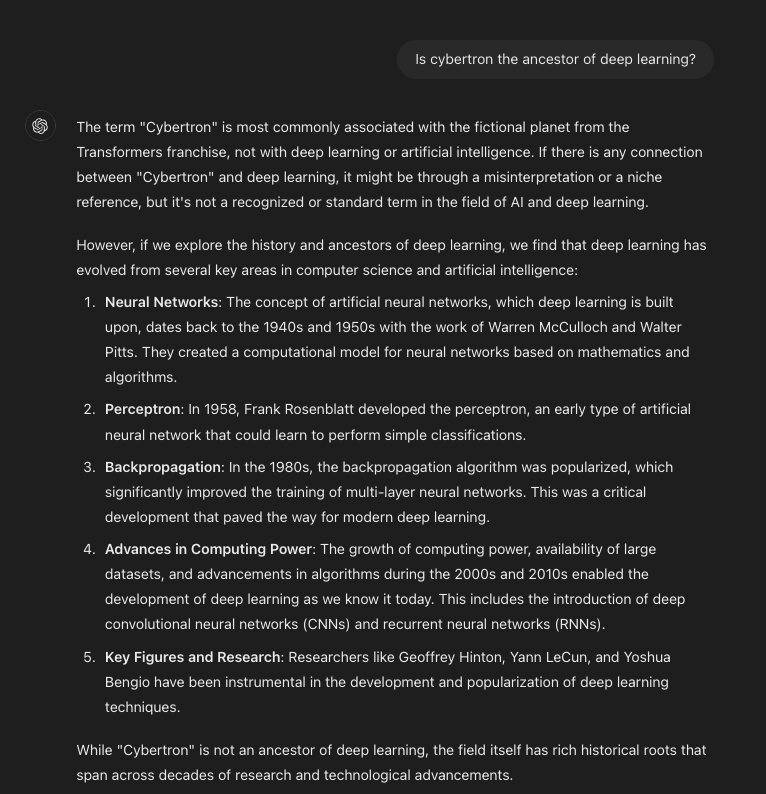 Is cybertron the ancestor of deep learning?
The term "Cybertron" is most commonly associated with the fictional planet from the
Transformers franchise, not with deep learning or artificial intelligence. If there is any connection
between "Cybertron" and deep learning, it might be through a misinterpretation or a niche
reference, but it's not a recognized or standard term in the field of AI and deep learning.
However, if we explore the history and ancestors of deep learning, we find that deep learning has
evolved from several key areas in computer science and artificial intelligence:
1. Neural Networks: The concept of artificial neural networks, which deep learning is built
upon, dates back to the 1940s and 1950s with the work of Warren McCulloch and Walter
Pitts. They created a computational model for neural networks based on mathematics and
algorithms.
2. Perceptron: In 1958, Frank Rosenblatt developed the perceptron, an early type of artificial
neural network that could learn to perform simple classifications.
3. Backpropagation: In the 1980s, the backpropagation algorithm was popularized, which
significantly improved the training of multi-layer neural networks. This was a critical
development that paved the way for modern deep learning.
4. Advances in Computing Power: The growth of computing power, availability of large
datasets, and advancements in algorithms during the 2000s and 2010s enabled the
development of deep learning as we know it today. This includes the introduction of deep
convolutional neural networks (CNNs) and recurrent neural networks (RNNs).
5. Key Figures and Research: Researchers like Geoffrey Hinton, Yann LeCun, and Yoshua
Bengio have been instrumental in the development and popularization of deep learning
techniques.
While "Cybertron" is not an ancestor of deep learning, the field itself has rich historical roots that
span across decades of research and technological advancements.